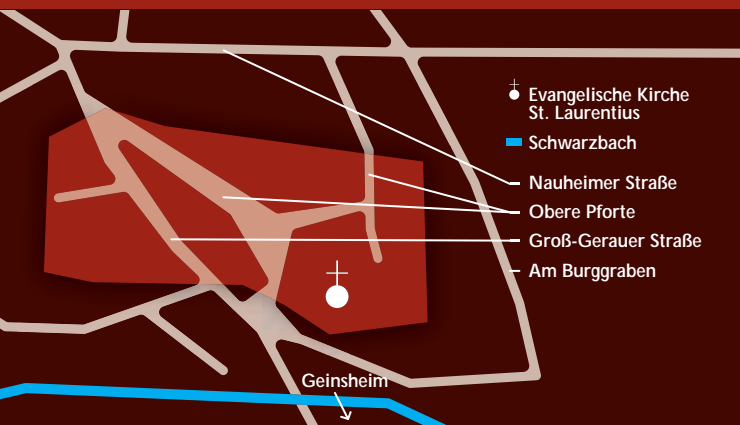 Evangelische Kirche
St. Laurentius
Schwarzbach
Nauheimer Straße
Obere Pforte
Groß-Gerauer Straße
Am Burggraben
Geinsheim